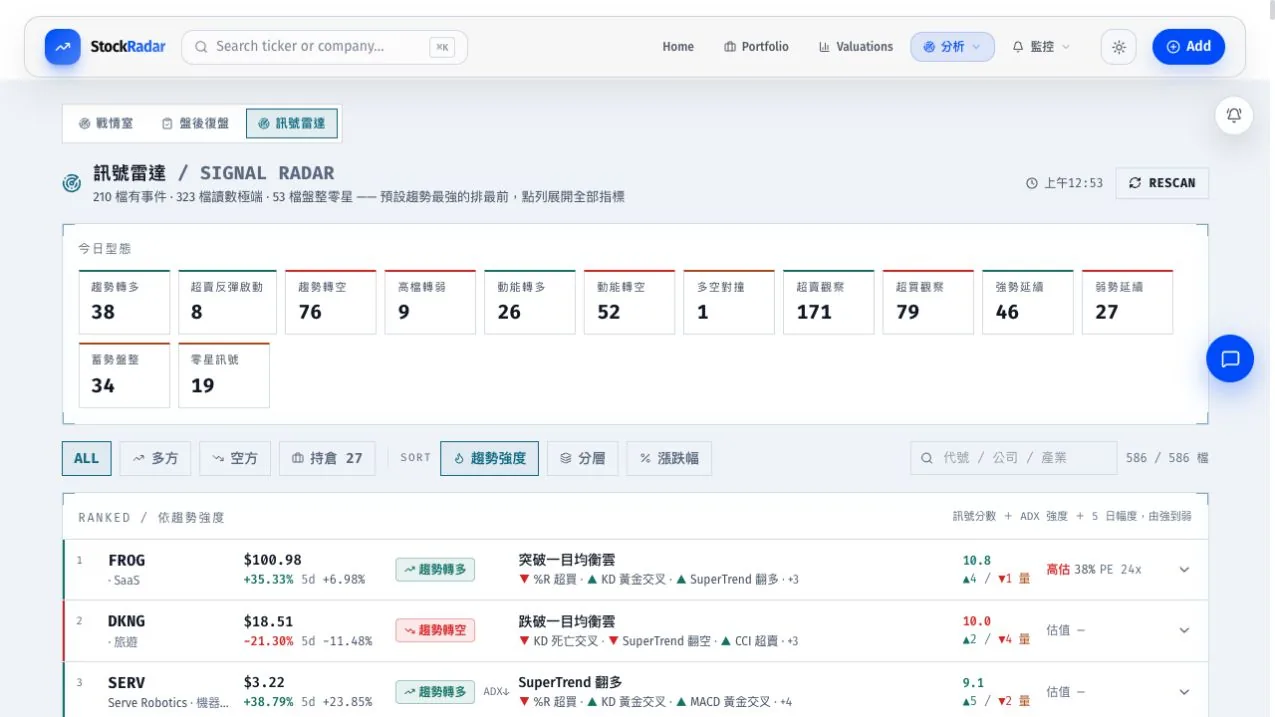 StockRadar Search ticker or company... ⌘K Home Portfolio Valuations 分析 監控 Add
戰情室 盤後復盤 訊號雷達
訊號雷達 / SIGNAL RADAR
210 檔有事件 · 323 檔讀數極端 · 53 檔盤整零星 —— 預設趨勢最強的排最前，點列展開全部指標
上午12:53 RESCAN
今日型態
趨勢轉多 超賣反彈啟動 趨勢轉空 高檔轉弱 動能轉多 動能轉空 多空對撞 超賣觀察 超買觀察 強勢延續 弱勢延續
38 8 76 9 26 52 1 171 79 46 27
蓄勢盤整 零星訊號
34 19
ALL 多方 空方 持倉 27 SORT 趨勢強度 分層 漲跌幅 代號 / 公司 / 產業 586 / 586 檔
RANKED / 依趨勢強度 訊號分數 + ADX 強度 + 5 日幅度，由強到弱
1 FROG $100.98 趨勢轉多 突破一目均衡雲 10.8 高估 38% PE 24x
· SaaS +35.33% 5d +6.98% ▼ %R 超買 · ▲ KD 黃金交叉 · ▲ SuperTrend 翻多 · +3 ▲4 / ▼1 量
2 DKNG $18.51 趨勢轉空 跌破一目均衡雲 10.0 估值 —
· 旅遊 -21.30% 5d -11.48% ▼ KD 死亡交叉 · ▼ SuperTrend 翻空 · ▲ CCI 超賣 · +3 ▲2 / ▼4 量
3 SERV $3.22 趨勢轉多 ADX↓ SuperTrend 翻多 9.1 估值 —
Serve Robotics · 機器... +38.79% 5d +23.85% ▼ %R 超買 · ▲ KD 黃金交叉 · ▲ MACD 黃金交叉 · +4 ▲5 / ▼2 量